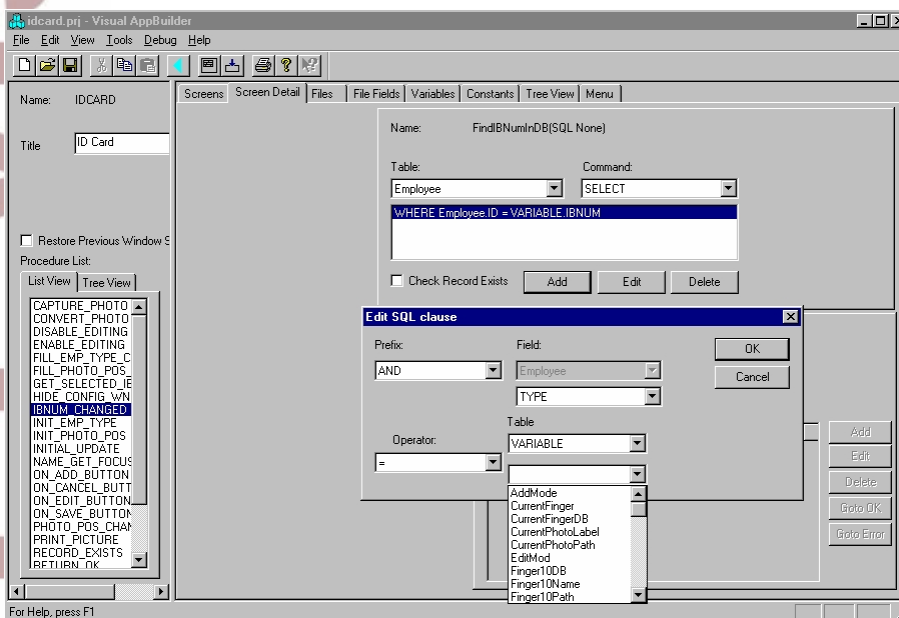 idcard.prj - Visual AppBuilder
File Edit View Tools Debug Help
Name: IDCARD
Title ID Card
Restore Previous Window S
Procedure List:
List View Tree View
CAPTURE_PHOTO
CONVERT_PHOTO
DISABLE_EDITING
ENABLE_EDITING
FILL_EMP_TYPE_C
FILL_PHOTO_POS_
GET_SELECTED_IE
HIDE_CONFIG_WN
IBNUM_CHANGED
INIT_EMP_TYPE
INIT_PHOTO_POS
INITIAL_UPDATE
NAME_GET_FOCUS
ON_ADD_BUTTON
ON_CANCEL_BUTT
ON_EDIT_BUTTON
ON_SAVE_BUTTON
PHOTO_POS_CHAN
PRINT_PICTURE
RECORD_EXISTS
RETURN_OK
Screens Screen Detail Files File Fields Variables Constants Tree View Menu
Name: FindIBNumInDB(SQL None)
Table: Command:
Employee SELECT
WHERE Employee.ID = VARIABLE.IBNUM
Check Record Exists Add Edit Delete
Edit SQL clause
Prefix: Field:
AND Employee
TYPE
OK
Cancel
Table
Operator: VARIABLE
=
AddMode
CurrentFinger
CurrentFingerDB
CurrentPhotoLabel
CurrentPhotoPath
EditMod
Finger10DB
Finger10Name
Finger10Path
Add
Edit
Delete
Goto OK
Goto Error
For Help, press F1